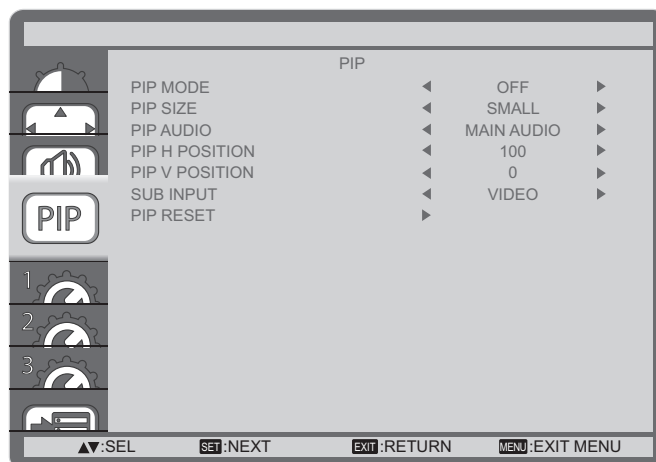 PIP
PIP MODE ◀ OFF ▶
PIP SIZE ◀ SMALL ▶
PIP AUDIO ◀ MAIN AUDIO ▶
PIP H POSITION ◀ 100 ▶
PIP V POSITION ◀ 0 ▶
SUB INPUT ◀ VIDEO ▶
PIP RESET ▶
PIP
1
2
3
▲▼:SEL SET:NEXT EXIT:RETURN MENU:EXIT MENU